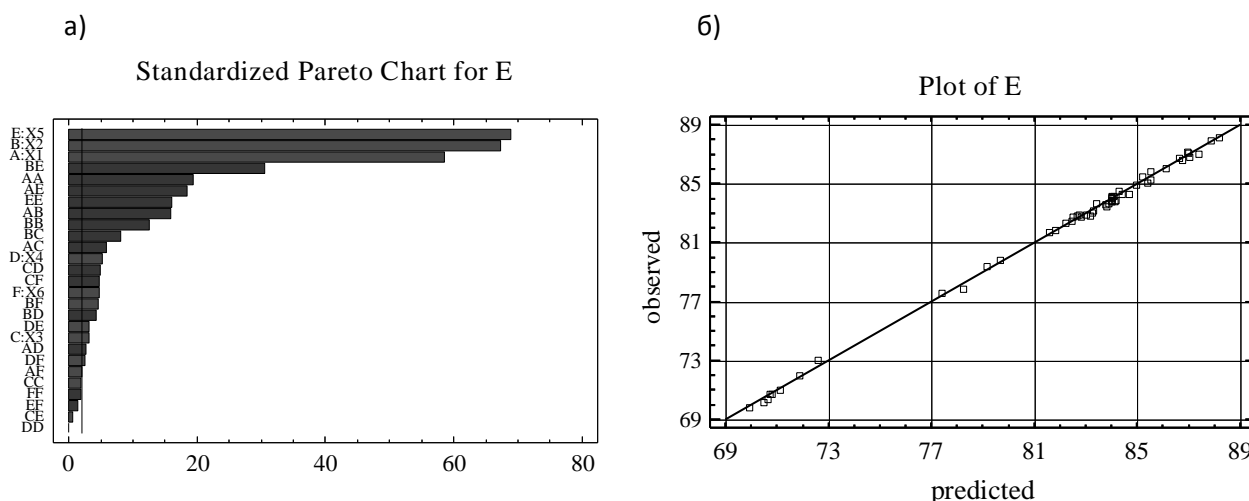 а)
Standardized Pareto Chart for E
E:X5
B:X2
A:X1
BE
AA
AE
EE
AB
BB
BC
AC
D:X4
CD
CF
F:X6
BF
BD
DE
C:X3
AD
DF
AF
CC
FF
EF
CE
DD
0 20 40 60 80
б)
Plot of E
89
85
81
77
73
69
observed
69 73 77 81 85 89
predicted